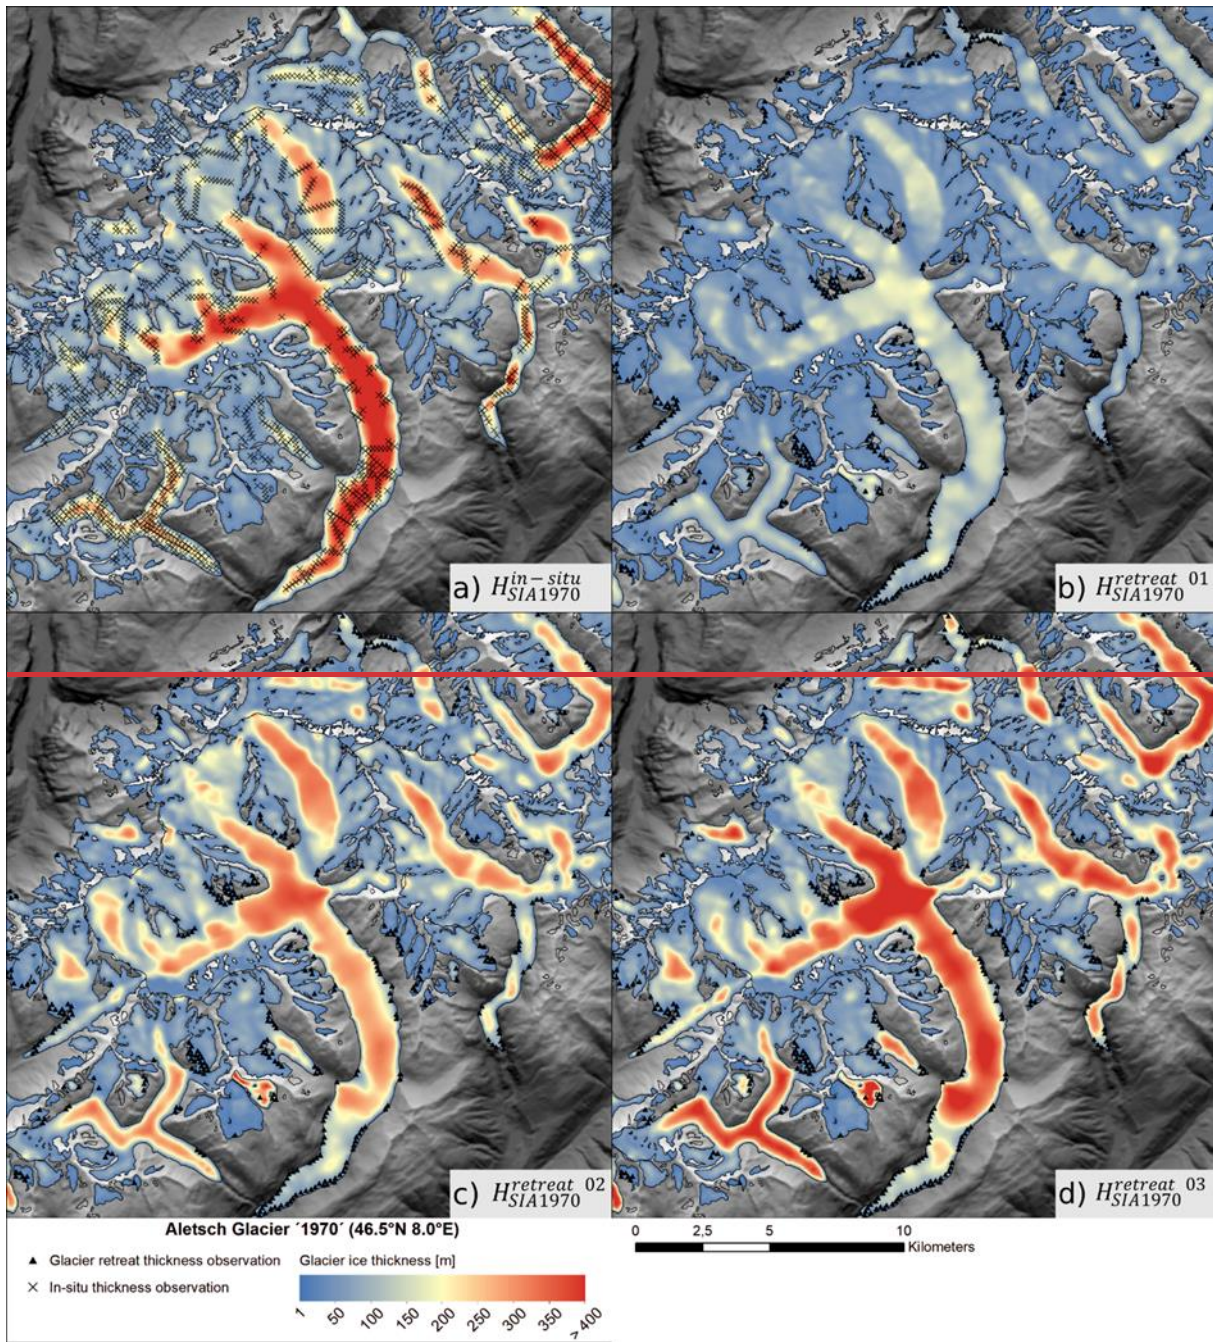 a) H^{in-situ}_{SIA1970}
b) H^{retreat 01}_{SIA1970}
c) H^{retreat 02}_{SIA1970}
d) H^{retreat 03}_{SIA1970}
Aletsch Glacier ´1970´ (46.5°N 8.0°E)
Glacier retreat thickness observation
In-situ thickness observation
Glacier ice thickness [m]
1 50 100 150 200 250 300 350 > 400
0 2,5 5 10
Kilometers